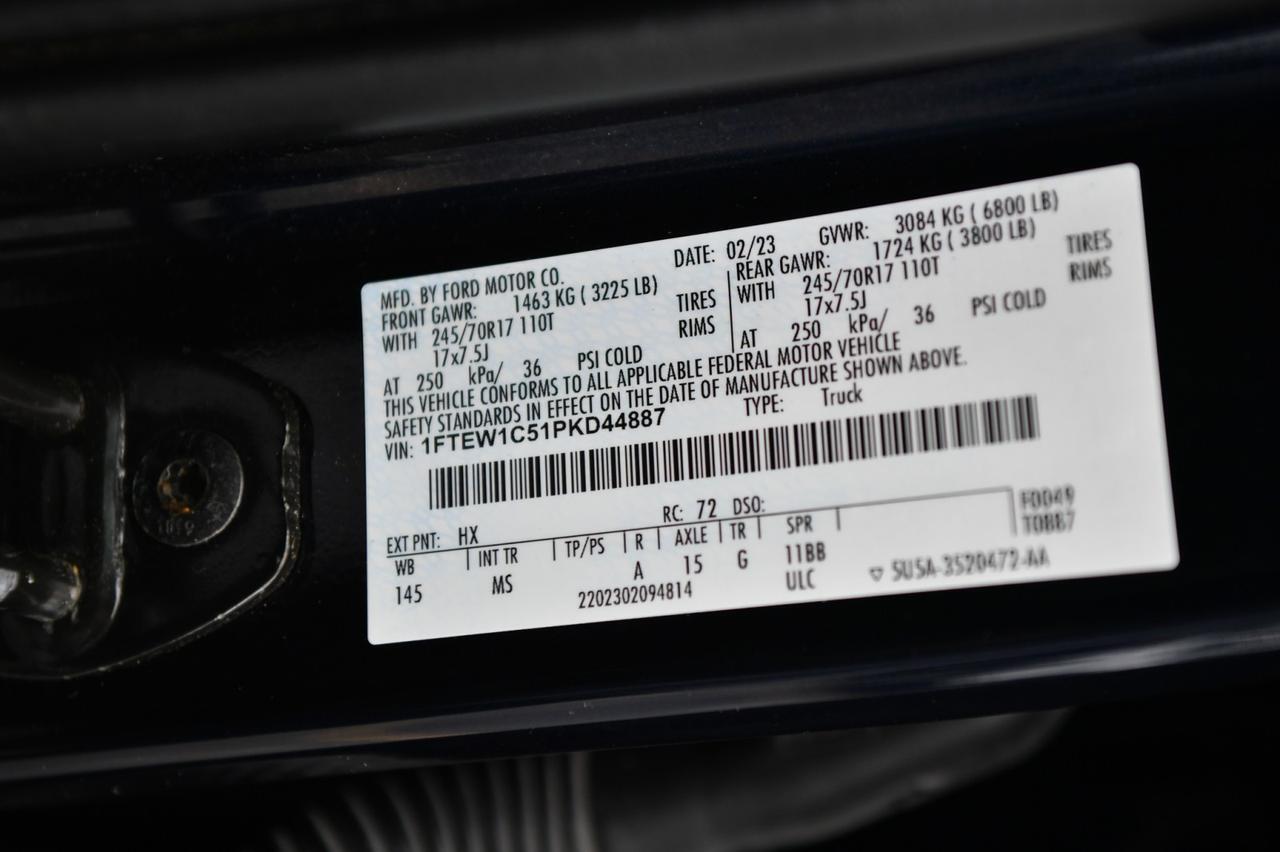 MFD. BY FORD MOTOR CO. DATE: 02/23 GVWR: 3084 KG ( 6800 LB)
FRONT GAWR: 1463 KG ( 3225 LB) REAR GAWR: 1724 KG ( 3800 LB)
WITH 245/70R17 110T TIRES WITH 245/70R17 110T TIRES
17x7.5J RIMS 17x7.5J RIMS
AT 250 kPa/ 36 PSI COLD AT 250 kPa/ 36 PSI COLD
THIS VEHICLE CONFORMS TO ALL APPLICABLE FEDERAL MOTOR VEHICLE
SAFETY STANDARDS IN EFFECT ON THE DATE OF MANUFACTURE SHOWN ABOVE.
VIN: 1FTEW1C51PKD44887 TYPE: Truck
EXT PNT: HX RC: 72 DSO: F0D49
WB INT TR TP/PS R AXLE TR SPR T0887
145 MS A 15 G 11BB
2202302094814 ULC 5U5A-3520472-AA